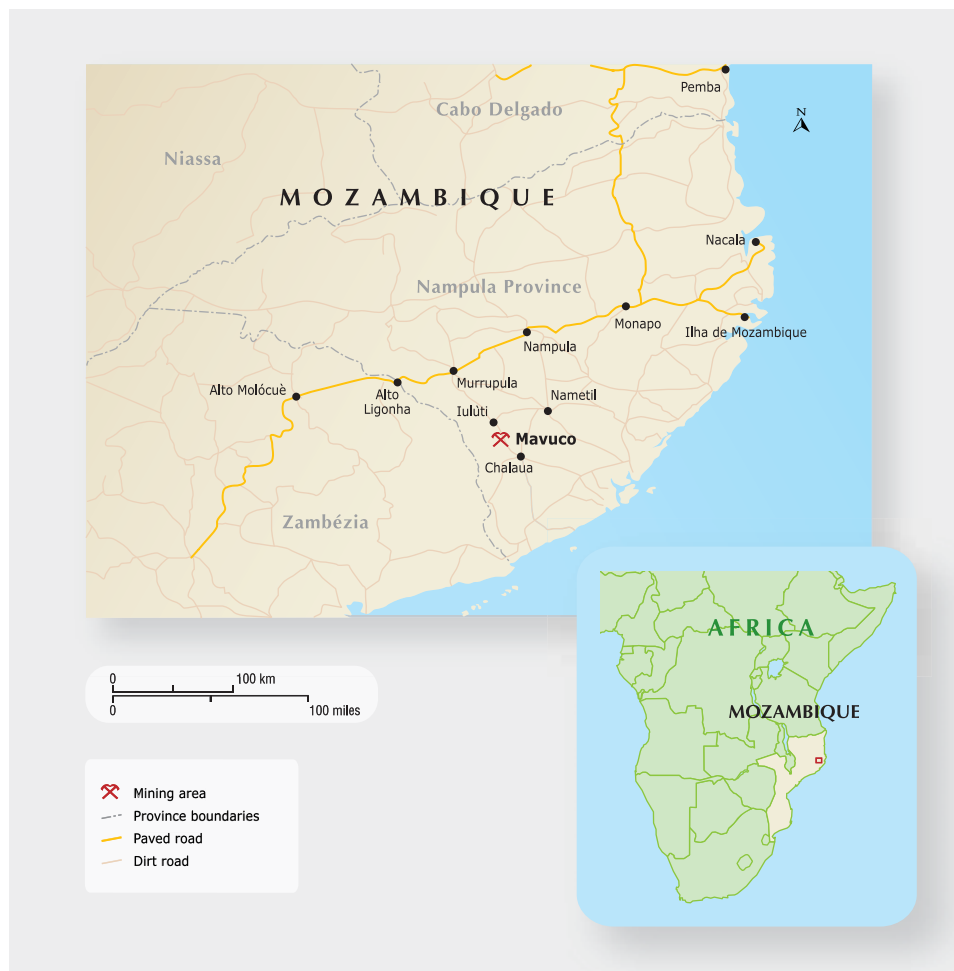 Pemba
Cabo Delgado
N
Niassa
MOZAMBIQUE
Nacala
Nampula Province
Monapo
Ilha de Mozambique
Nampula
Murrupula
Alto Molócuè
Alto
Ligonha
Nametil
Iulùti
Mavuco
Chalaua
Zambézia
AFRICA
MOZAMBIQUE
0 100 km
0 100 miles
Mining area
Province boundaries
Paved road
Dirt road